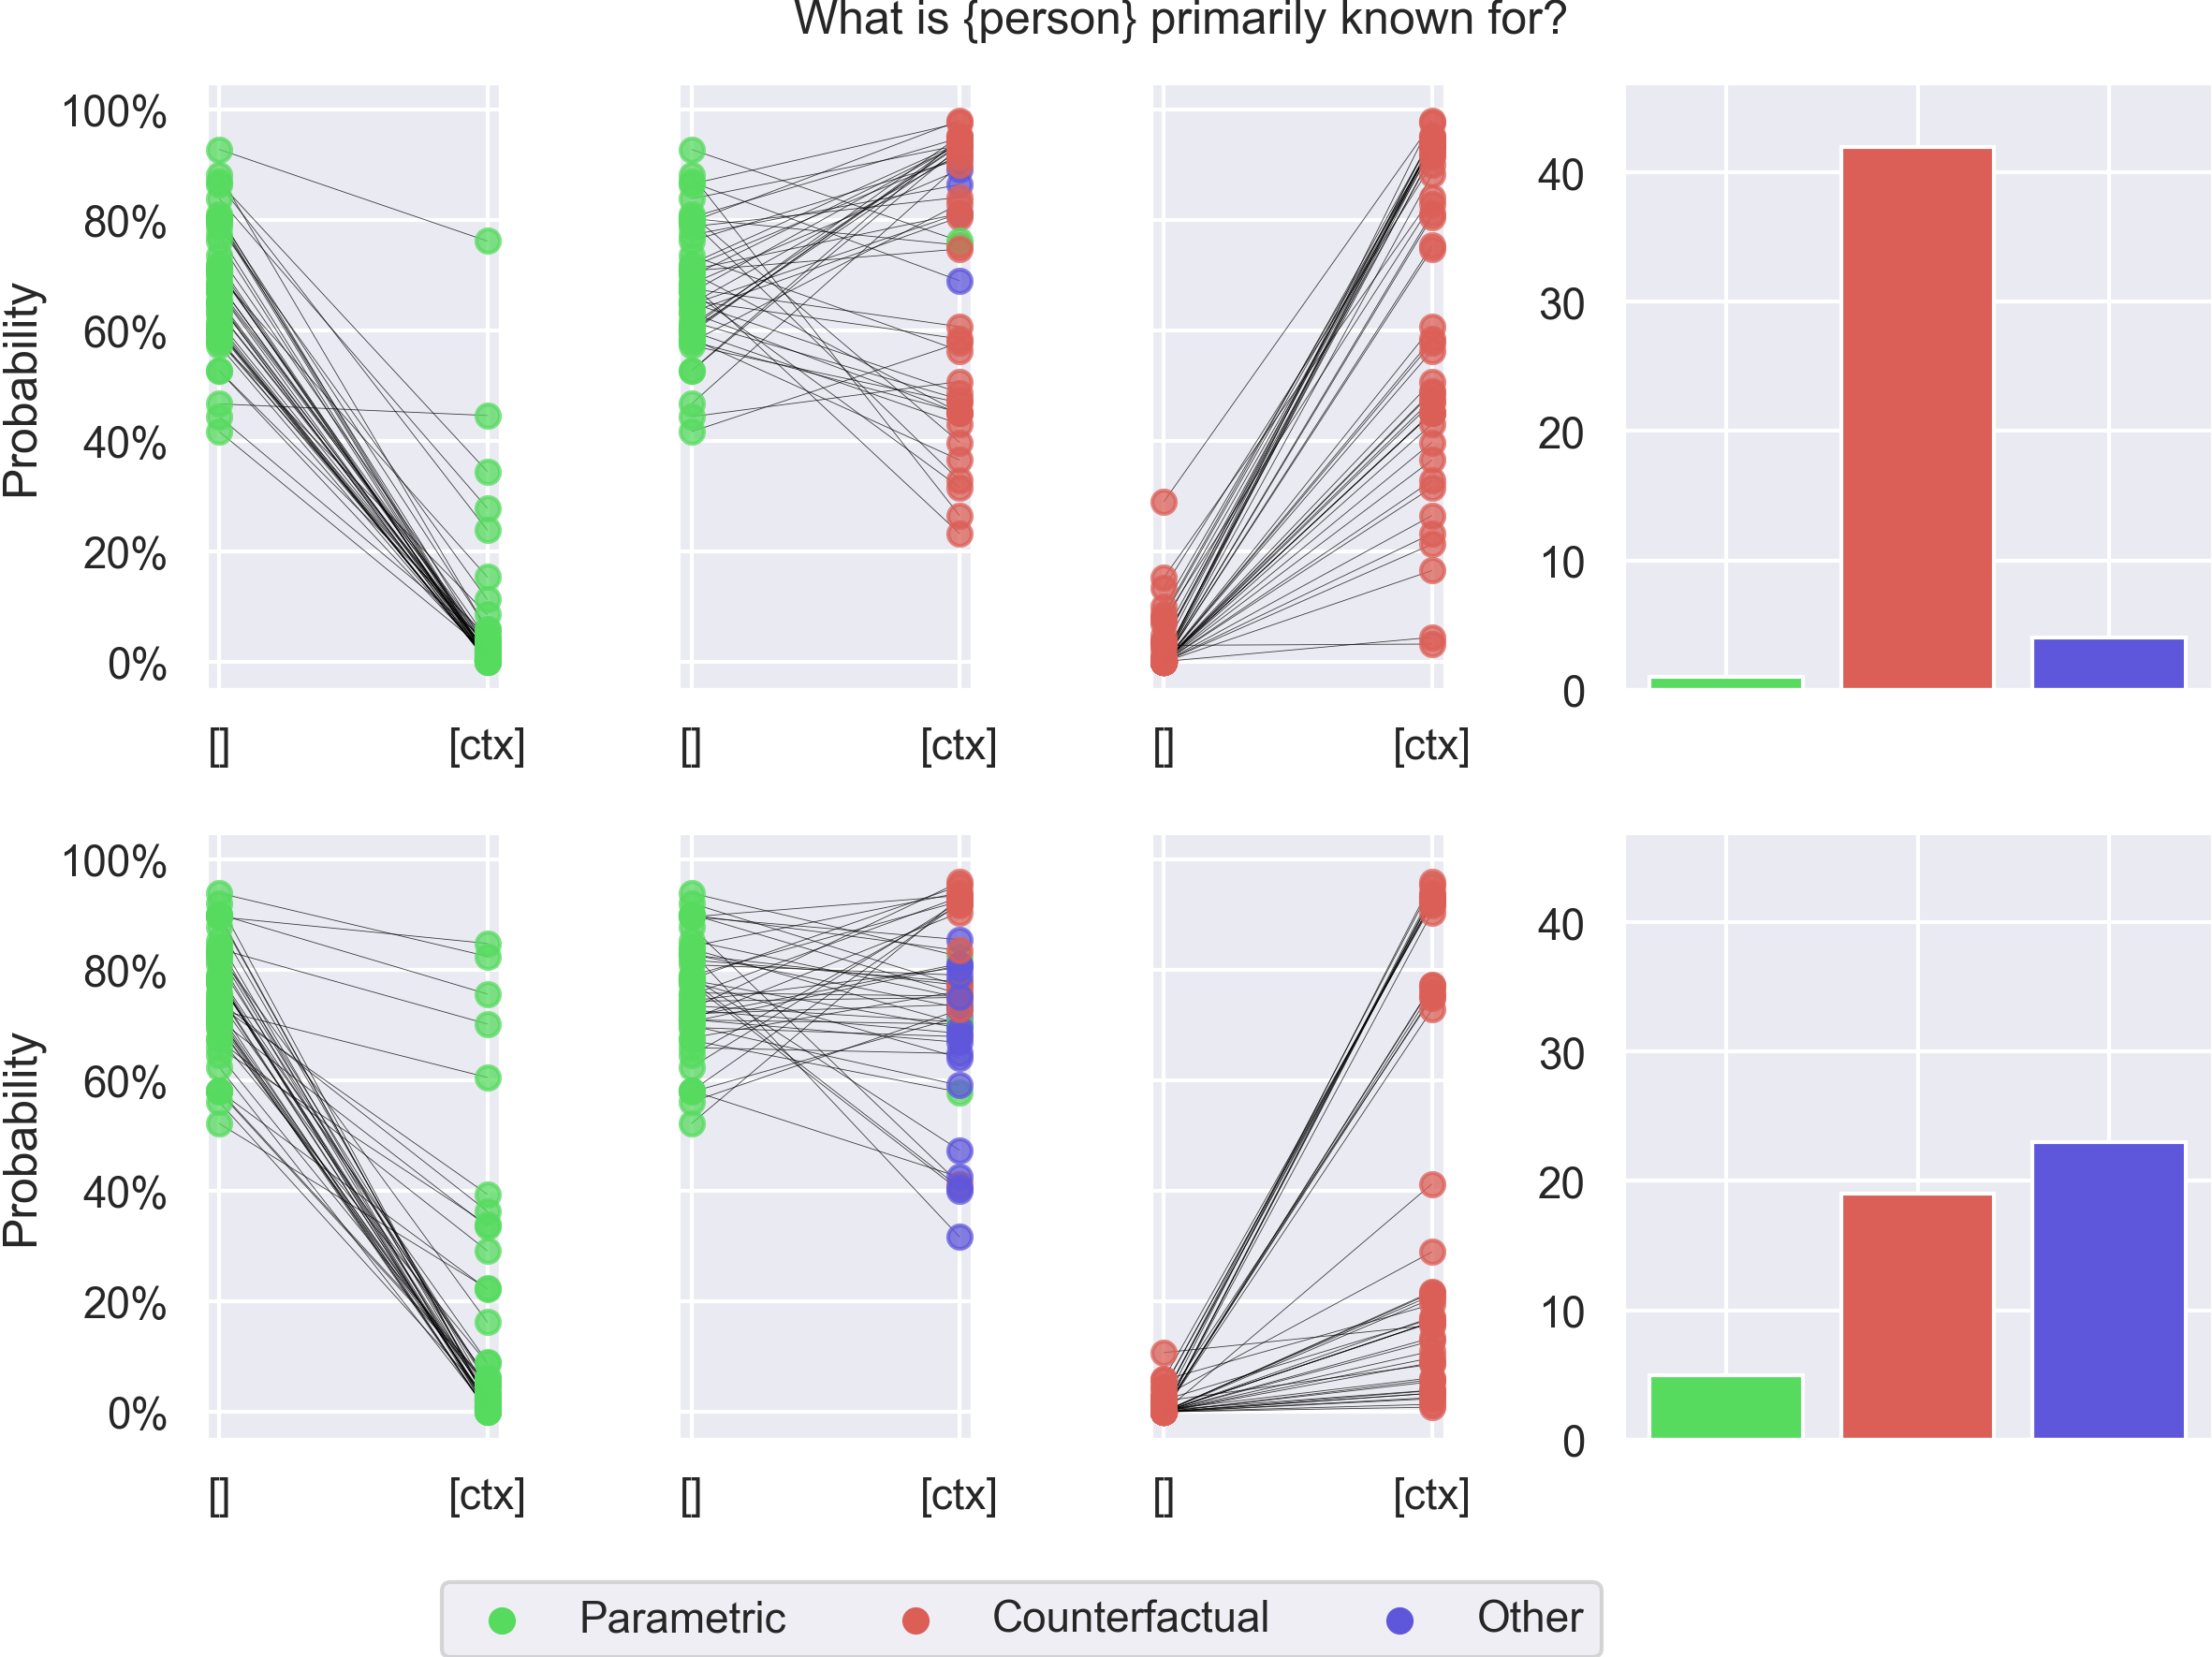 What is {person} primarily known for?
Probability
100%
80%
60%
40%
20%
0%
[]
[ctx]
[]
[ctx]
[]
[ctx]
40
30
20
10
0
Probability
100%
80%
60%
40%
20%
0%
[]
[ctx]
[]
[ctx]
[]
[ctx]
40
30
20
10
0
Parametric
Counterfactual
Other